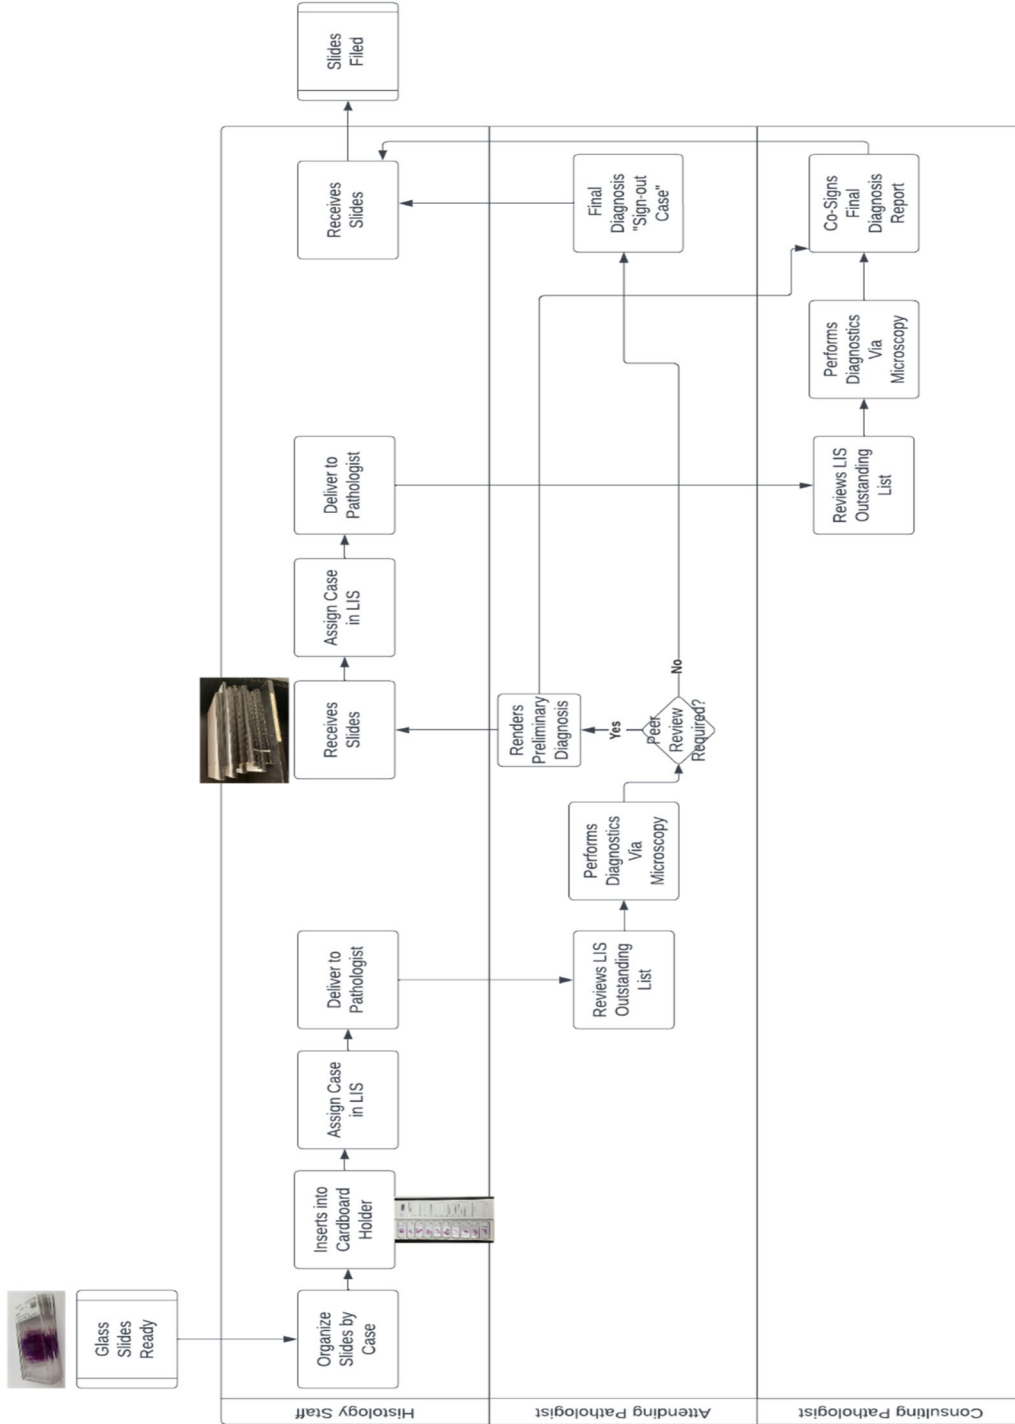 Glass
Slides
Ready
Histology Staff
Organize
Slides by
Case
Inserts into
Cardboard
Holder
Assign Case
in LIS
Deliver to
Pathologist
Receives
Slides
Assign Case
in LIS
Deliver to
Pathologist
Receives
Slides
Slides
Filed
Attending Pathologist
Reviews LIS
Outstanding
List
Performs
Diagnostics
Via
Microscopy
Peer
Review
Required?
Yes
No
Renders
Preliminary
Diagnosis
Final
Diagnosis
"Sign-out
Case"
Consulting Pathologist
Reviews LIS
Outstanding
List
Performs
Diagnostics
Via
Microscopy
Co-Signs
Final
Diagnosis
Report